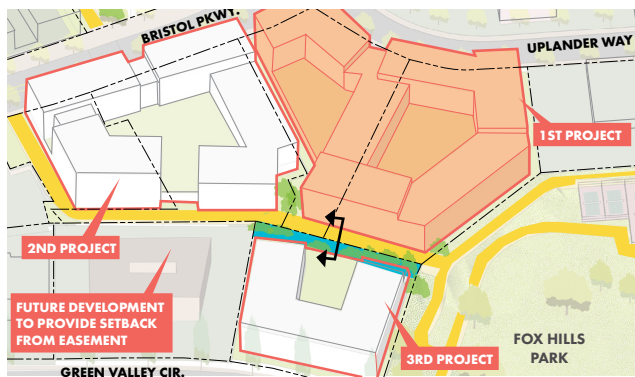 BRISTOL PKWY.
UPLANDER WAY
1ST PROJECT
2ND PROJECT
FUTURE DEVELOPMENT
TO PROVIDE SETBACK
FROM EASEMENT
3RD PROJECT
FOX HILLS
PARK
GREEN VALLEY CIR.